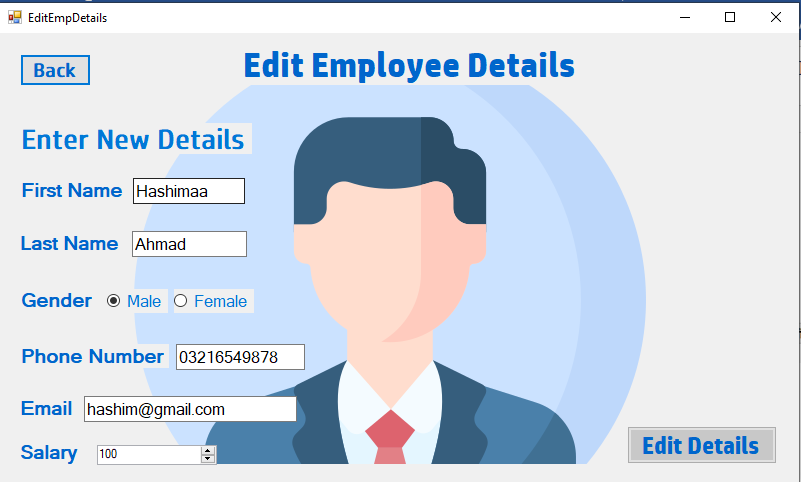 EditEmpDetails
Back
Edit Employee Details
Enter New Details
First Name Hashimaa
Last Name Ahmad
Gender Male Female
Phone Number 03216549878
Email hashim@gmail.com
Salary 100
Edit Details